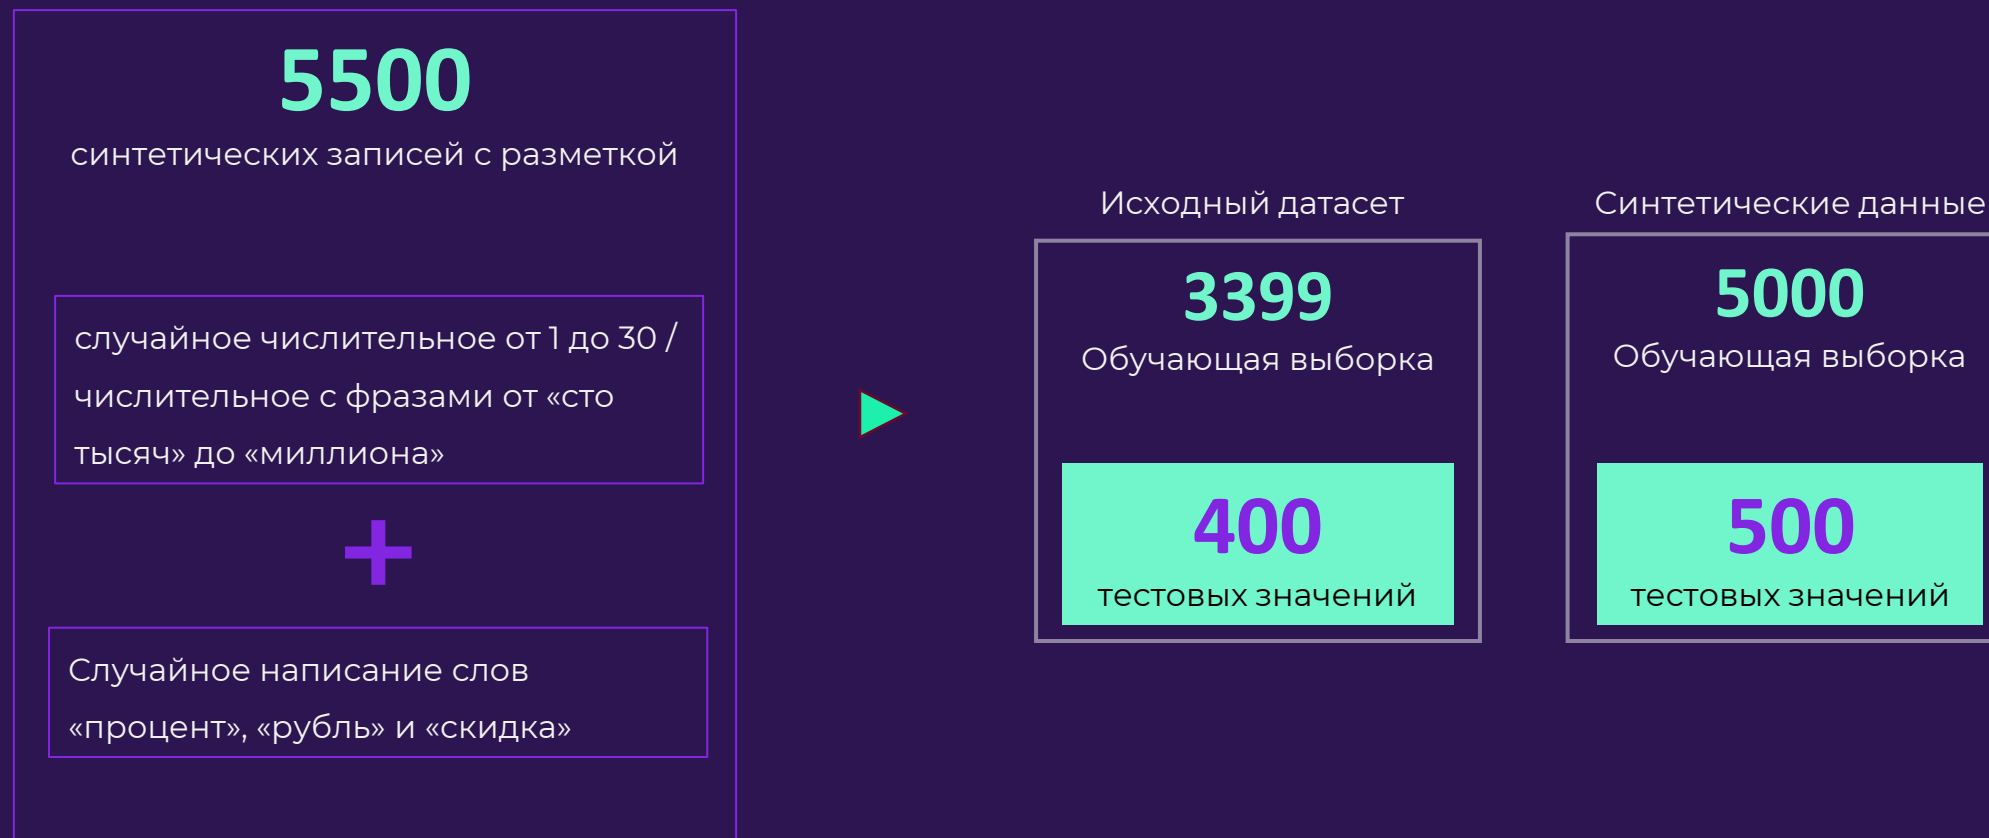 5500
синтетических записей с разметкой
случайное числительное от 1 до 30 /
числительное с фразами от «сто
тысяч» до «миллиона»
+
Случайное написание слов
«процент», «рубль» и «скидка»
Исходный датасет
3399
Обучающая выборка
400
тестовых значений
Синтетические данные
5000
Обучающая выборка
500
тестовых значений